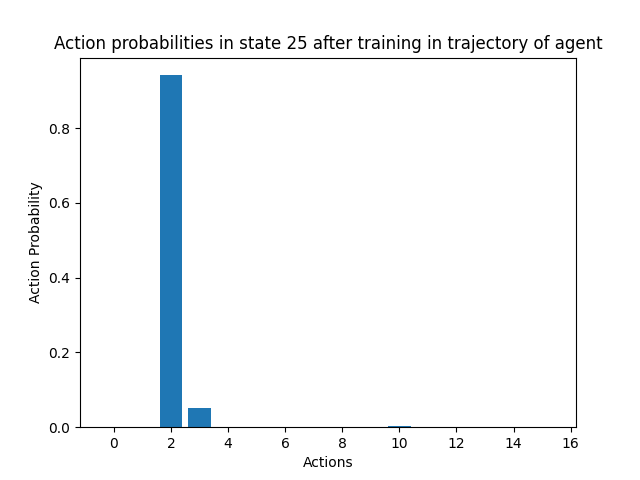 Action probabilities in state 25 after training in trajectory of agent
Action Probability
0.8
0.6
0.4
0.2
0.0
0 2 4 6 8 10 12 14 16
Actions